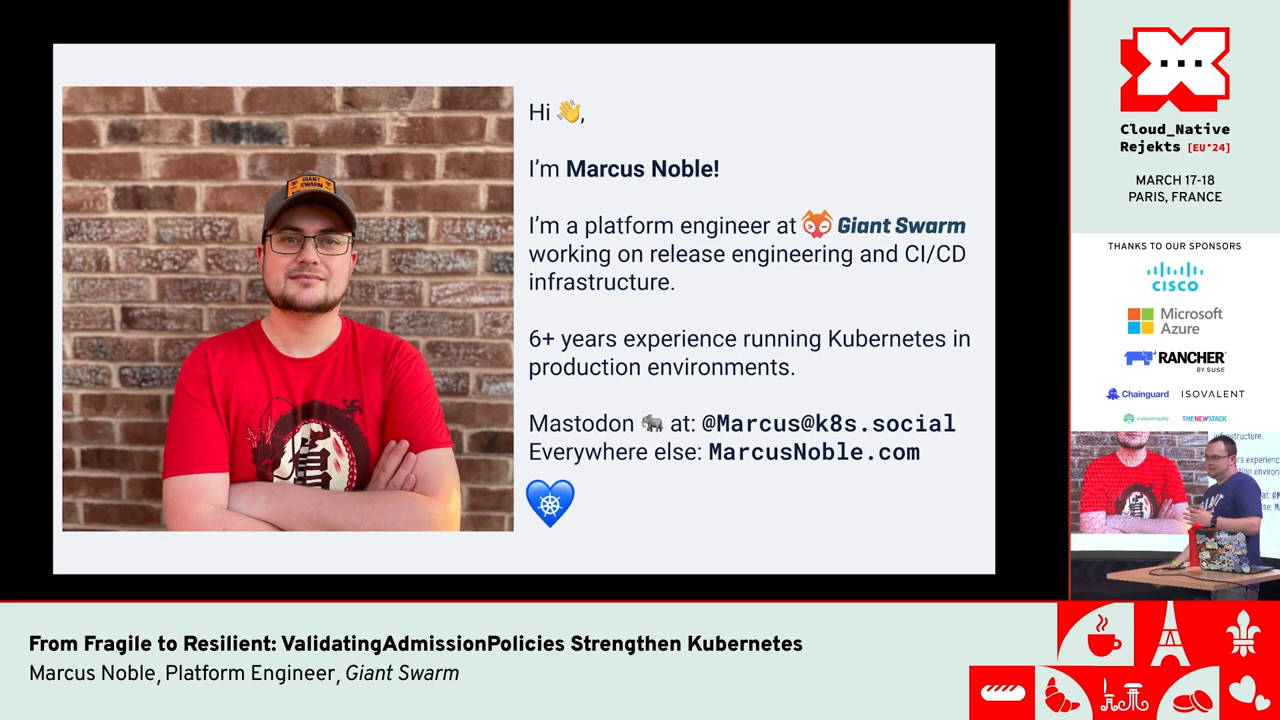 Hi 👋,
I'm Marcus Noble!
I'm a platform engineer at Giant Swarm
working on release engineering and CI/CD
infrastructure.
6+ years experience running Kubernetes in
production environments.
Mastodon 🐘 at: @Marcus@k8s.social
Everywhere else: MarcusNoble.com
GIANT
SWARM
Cloud_Native
Rejekts [EU'24]
MARCH 17-18
PARIS, FRANCE
THANKS TO OUR SPONSORS
CISCO
Microsoft
Azure
RANCHER
BY SUSE
Chainguard ISOVALENT
kubesimplify THENEWSTACK
From Fragile to Resilient: ValidatingAdmissionPolicies Strengthen Kubernetes
Marcus Noble, Platform Engineer, Giant Swarm